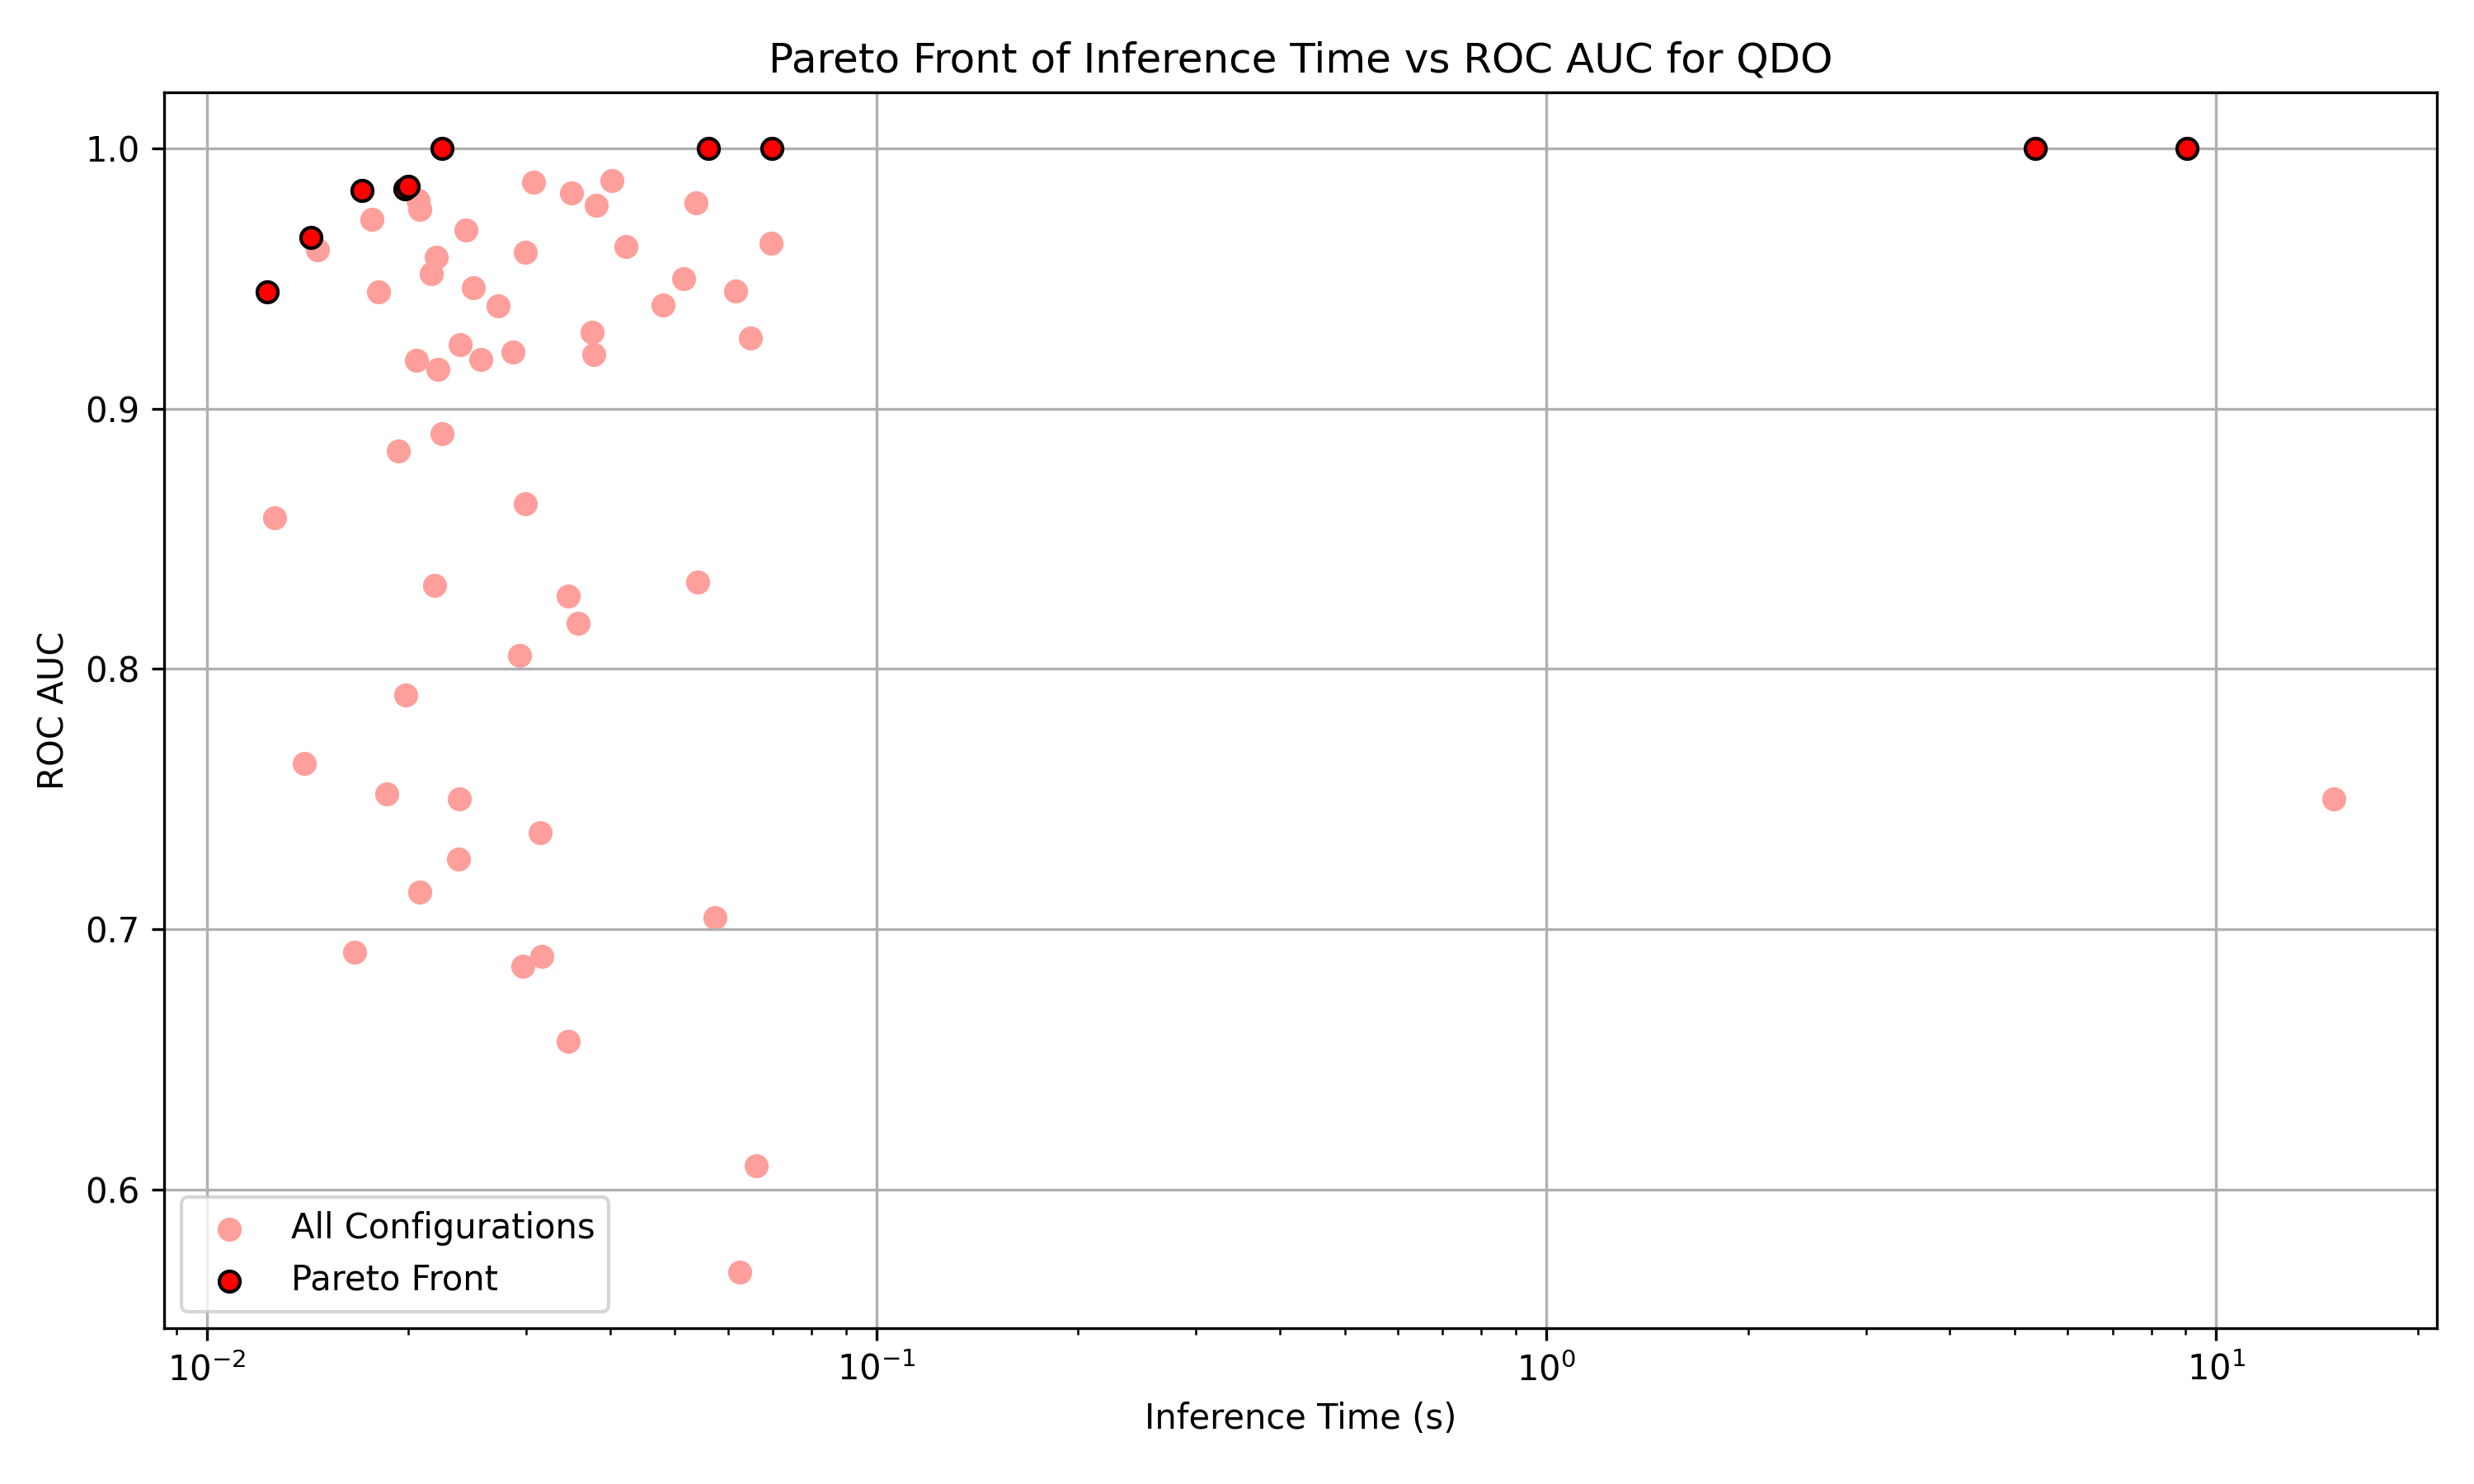 Pareto Front of Inference Time vs ROC AUC for QDO
1.0
0.9
0.8
0.7
0.6
ROC AUC
All Configurations
Pareto Front
10⁻² 10⁻¹ 10⁰ 10¹
Inference Time (s)